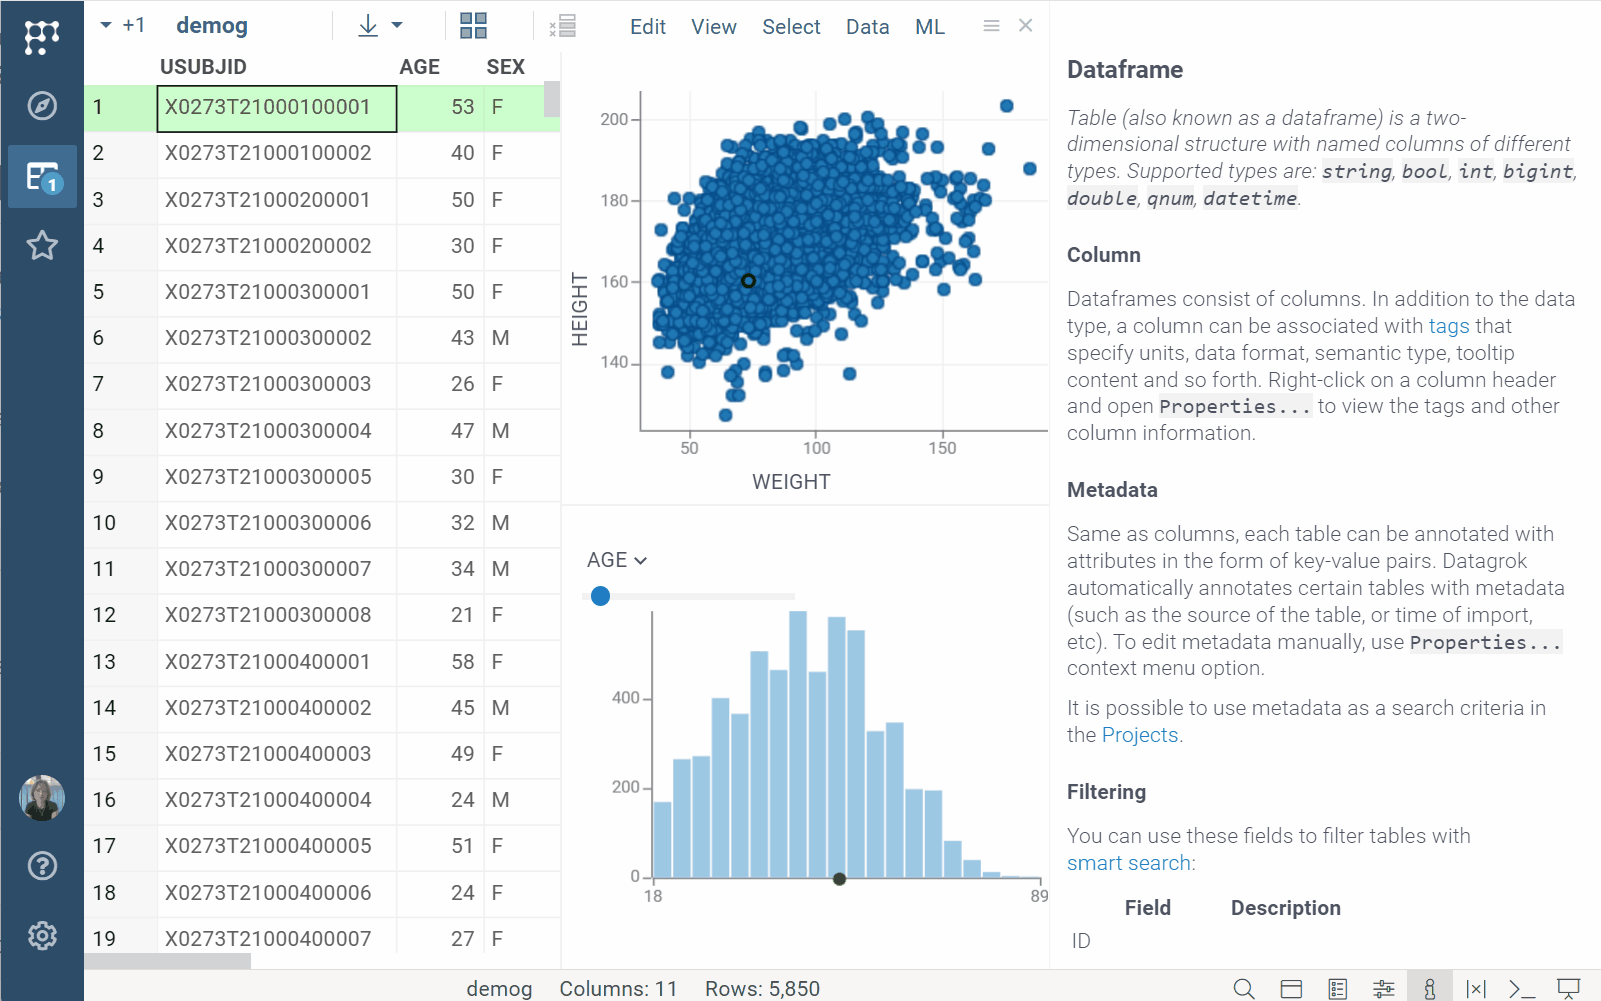 +1 demog Edit View Select Data ML
1
USUBJID AGE SEX
1 X0273T21000100001 53 F
2 X0273T21000100002 40 F
3 X0273T21000200001 50 F
4 X0273T21000200002 30 F
5 X0273T21000300001 50 F
6 X0273T21000300002 43 M
7 X0273T21000300003 26 F
8 X0273T21000300004 47 M
9 X0273T21000300005 30 F
10 X0273T21000300006 32 M
11 X0273T21000300007 34 M
12 X0273T21000300008 21 F
13 X0273T21000400001 58 F
14 X0273T21000400002 45 M
15 X0273T21000400003 49 F
16 X0273T21000400004 24 M
17 X0273T21000400005 51 F
18 X0273T21000400006 24 F
19 X0273T21000400007 27 F
HEIGHT
200
180
160
140
50 100 150
WEIGHT
AGE
400
200
0
18 89
Dataframe
Table (also known as a dataframe) is a two-
dimensional structure with named columns of different
types. Supported types are: string, bool, int, bigint,
double, qnum, datetime.
Column
Dataframes consist of columns. In addition to the data
type, a column can be associated with tags that
specify units, data format, semantic type, tooltip
content and so forth. Right-click on a column header
and open Properties... to view the tags and other
column information.
Metadata
Same as columns, each table can be annotated with
attributes in the form of key-value pairs. Datagrok
automatically annotates certain tables with metadata
(such as the source of the table, or time of import,
etc). To edit metadata manually, use Properties...
context menu option.
It is possible to use metadata as a search criteria in
the Projects.
Filtering
You can use these fields to filter tables with
smart search:
Field Description
ID
demog Columns: 11 Rows: 5,850